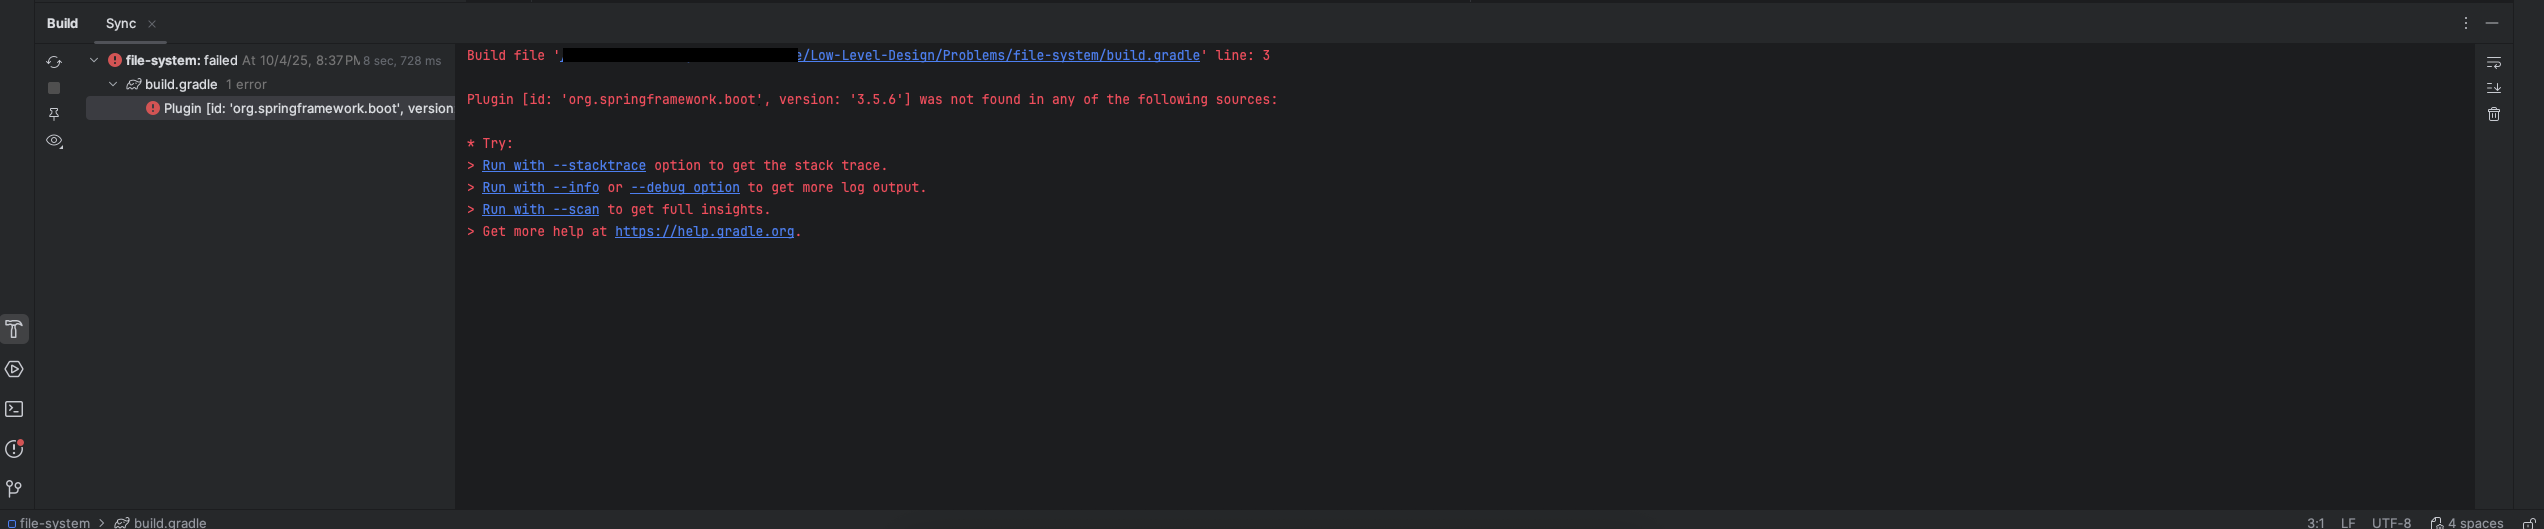 Build Sync
file-system: failed At 10/4/25, 8:37 PM 8 sec, 728 ms
build.gradle 1 error
Plugin [id: 'org.springframework.boot', version:
Build file '/e/Low-Level-Design/Problems/file-system/build.gradle' line: 3
Plugin [id: 'org.springframework.boot', version: '3.5.6'] was not found in any of the following sources:
* Try:
> Run with --stacktrace option to get the stack trace.
> Run with --info or --debug option to get more log output.
> Run with --scan to get full insights.
> Get more help at https://help.gradle.org.
file-system > build.gradle
3:1 LF UTF-8 4 spaces